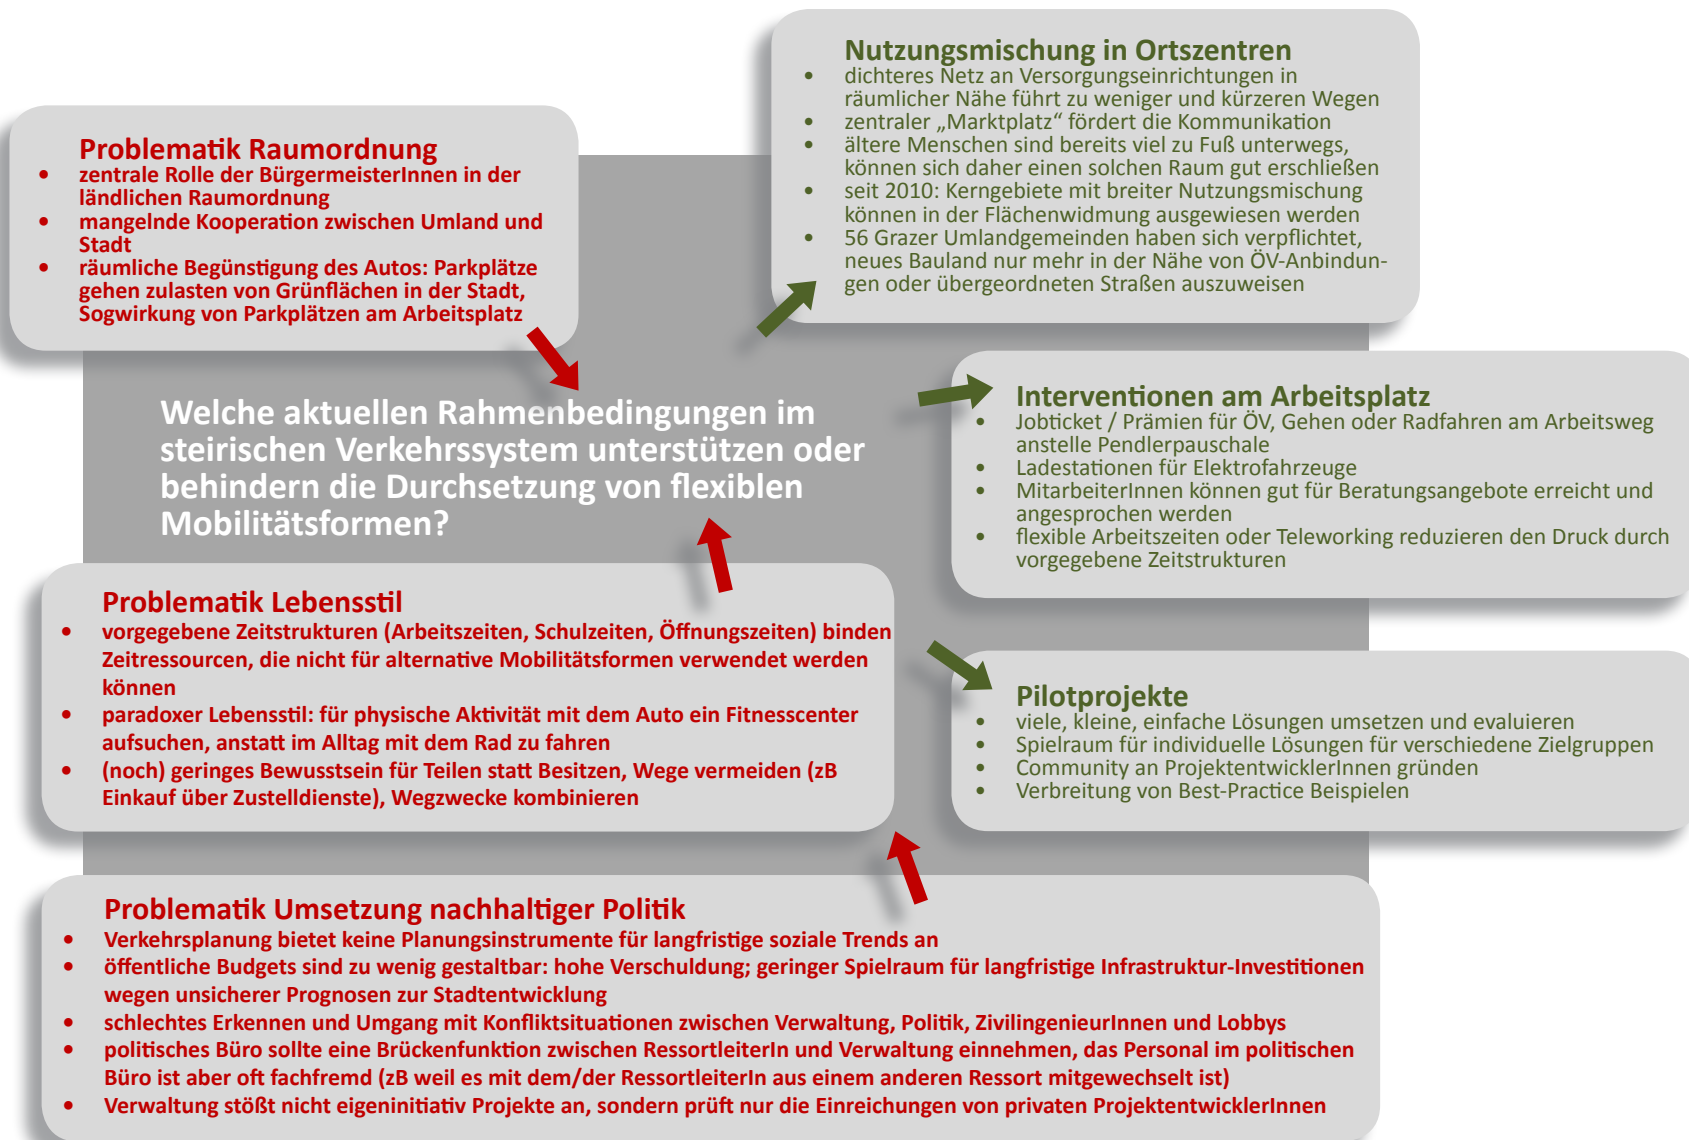 Nutzungsmischung in Ortszentren
• dichteres Netz an Versorgungseinrichtungen in
räumlicher Nähe führt zu weniger und kürzeren Wegen
• zentraler „Marktplatz“ fördert die Kommunikation
• ältere Menschen sind bereits viel zu Fuß unterwegs,
können sich daher einen solchen Raum gut erschließen
• seit 2010: Kerngebiete mit breiter Nutzungsmischung
können in der Flächenwidmung ausgewiesen werden
• 56 Grazer Umlandgemeinden haben sich verpflichtet,
neues Bauland nur mehr in der Nähe von ÖV-Anbindun-
gen oder übergeordneten Straßen auszuweisen
Problematik Raumordnung
• zentrale Rolle der BürgermeisterInnen in der
ländlichen Raumordnung
• mangelnde Kooperation zwischen Umland und
Stadt
• räumliche Begünstigung des Autos: Parkplätze
gehen zulasten von Grünflächen in der Stadt,
Sogwirkung von Parkplätzen am Arbeitsplatz
Welche aktuellen Rahmenbedingungen im
steirischen Verkehrssystem unterstützen oder
behindern die Durchsetzung von flexiblen
Mobilitätsformen?
Interventionen am Arbeitsplatz
• Jobticket / Prämien für ÖV, Gehen oder Radfahren am Arbeitsweg
anstelle Pendlerpauschale
• Ladestationen für Elektrofahrzeuge
• MitarbeiterInnen können gut für Beratungsangebote erreicht und
angesprochen werden
• flexible Arbeitszeiten oder Teleworking reduzieren den Druck durch
vorgegebene Zeitstrukturen
Problematik Lebensstil
• vorgegebene Zeitstrukturen (Arbeitszeiten, Schulzeiten, Öffnungszeiten) binden
Zeitressourcen, die nicht für alternative Mobilitätsformen verwendet werden
können
• paradoxer Lebensstil: für physische Aktivität mit dem Auto ein Fitnesscenter
aufsuchen, anstatt im Alltag mit dem Rad zu fahren
• (noch) geringes Bewusstsein für Teilen statt Besitzen, Wege vermeiden (zB
Einkauf über Zustelldienste), Wegzwecke kombinieren
Pilotprojekte
• viele, kleine, einfache Lösungen umsetzen und evaluieren
• Spielraum für individuelle Lösungen für verschiedene Zielgruppen
• Community an ProjektentwicklerInnen gründen
• Verbreitung von Best-Practice Beispielen
Problematik Umsetzung nachhaltiger Politik
• Verkehrsplanung bietet keine Planungsinstrumente für langfristige soziale Trends an
• öffentliche Budgets sind zu wenig gestaltbar: hohe Verschuldung; geringer Spielraum für langfristige Infrastruktur-Investitionen
wegen unsicherer Prognosen zur Stadtentwicklung
• schlechtes Erkennen und Umgang mit Konfliktsituationen zwischen Verwaltung, Politik, ZivilingenieurInnen und Lobbys
• politisches Büro sollte eine Brückenfunktion zwischen RessortleiterIn und Verwaltung einnehmen, das Personal im politischen
Büro ist aber oft fachfremd (zB weil es mit dem/der RessortleiterIn aus einem anderen Ressort mitgewechselt ist)
• Verwaltung stößt nicht eigeninitiativ Projekte an, sondern prüft nur die Einreichungen von privaten ProjektentwicklerInnen